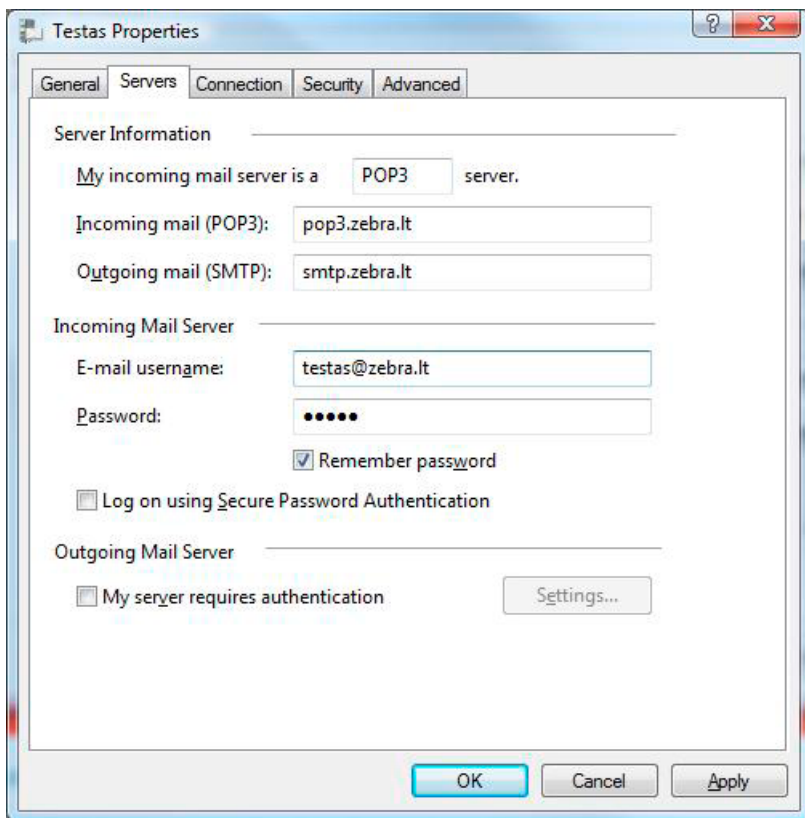 Testas Properties
General Servers Connection Security Advanced
Server Information
My incoming mail server is a POP3 server.
Incoming mail (POP3): pop3.zebra.lt
Outgoing mail (SMTP): smtp.zebra.lt
Incoming Mail Server
E-mail username: testas@zebra.lt
Password: •••••
Remember password
Log on using Secure Password Authentication
Outgoing Mail Server
My server requires authentication Settings...
OK Cancel Apply